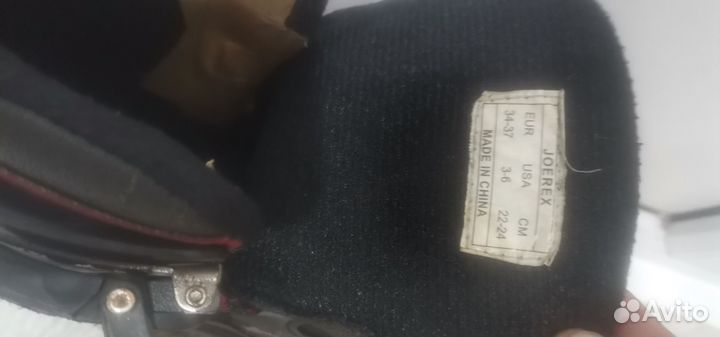 JOEREX
EUR USA CM
34-37 3-6 22-24
MADE IN CHINA
Avito